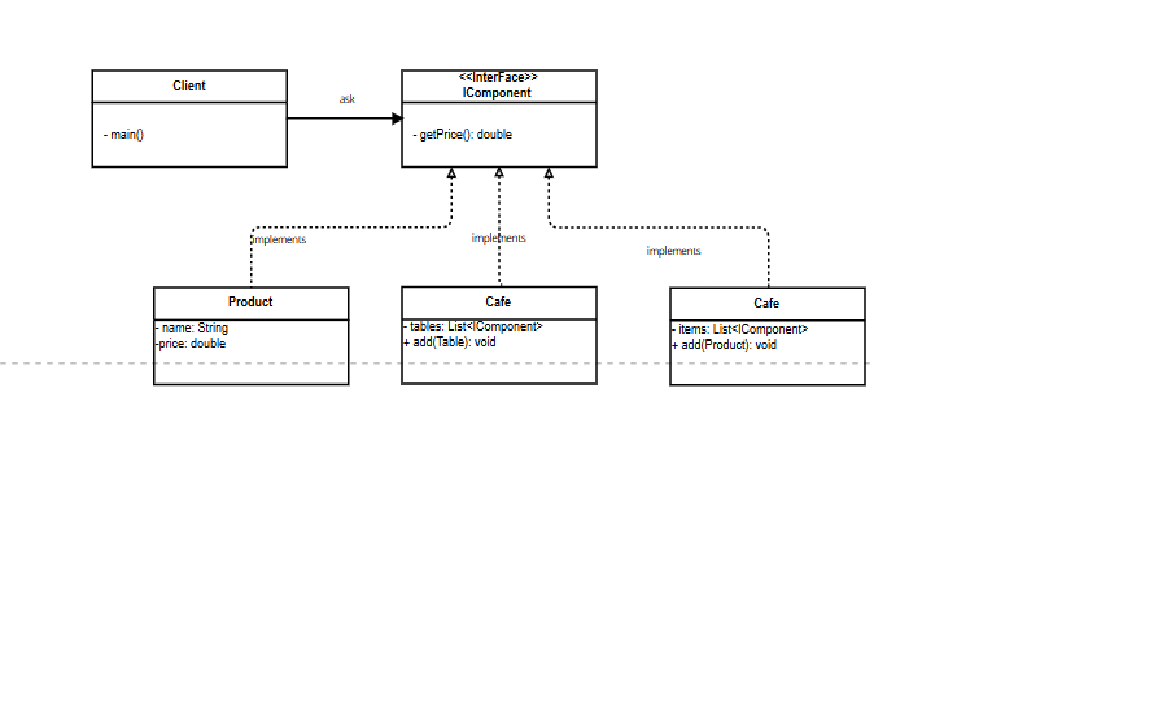 Client
- main()
ask
<<InterFace>>
IComponent
- getPrice(): double
implements
implements
implements
Product
- name: String
-price: double
Cafe
- tables: List<IComponent>
+ add(Table): void
Cafe
- items: List<IComponent>
+ add(Product): void